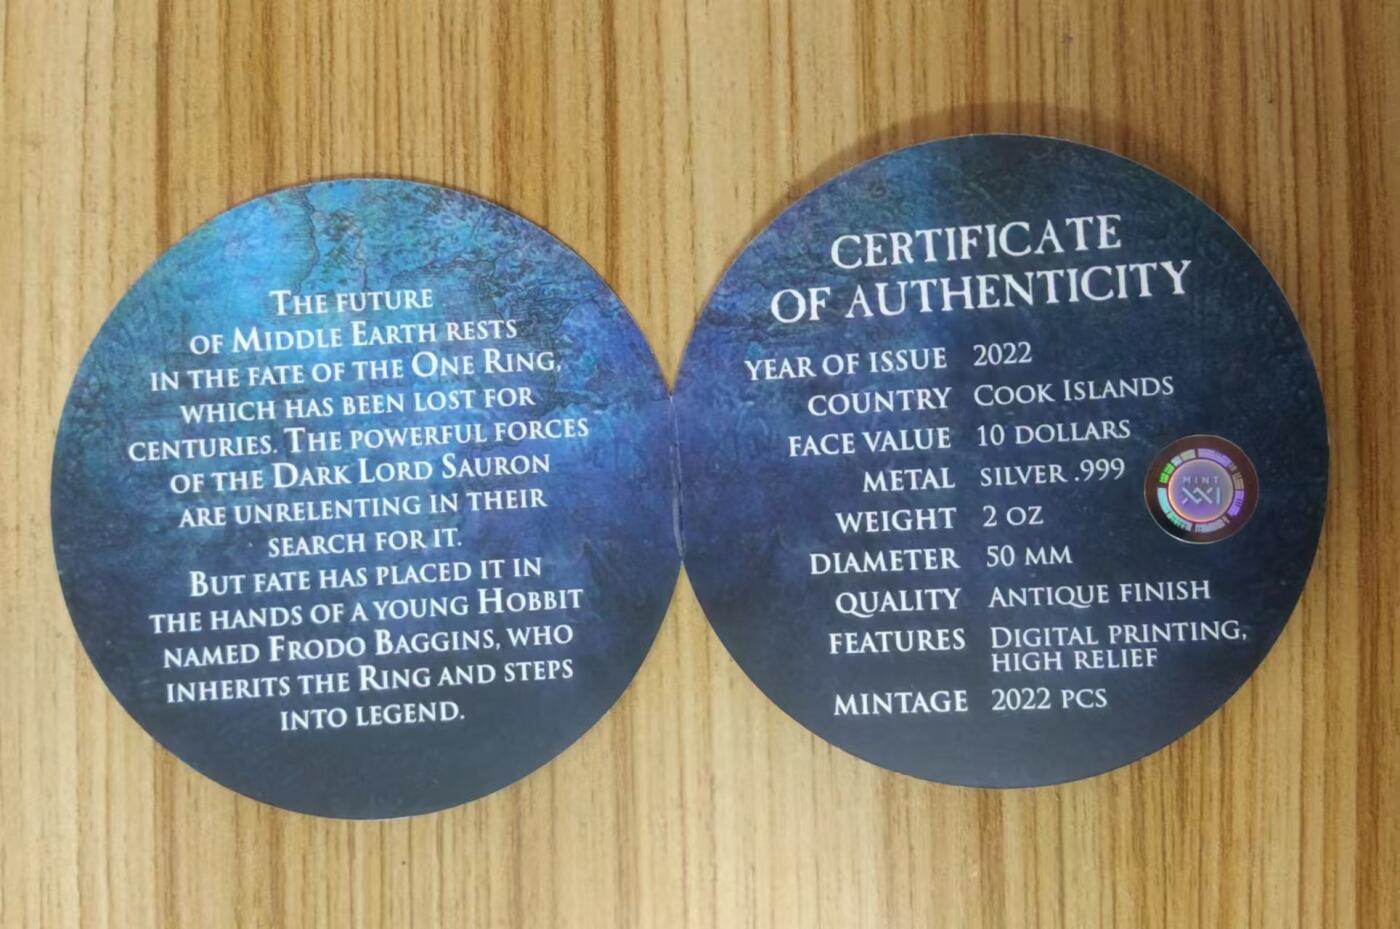 The future
of Middle Earth rests
in the fate of the One Ring,
which has been lost for
centuries. The powerful forces
of the Dark Lord Sauron
are unrelenting in their
search for it.
But fate has placed it in
the hands of a young Hobbit
named Frodo Baggins, who
inherits the Ring and steps
into legend.
CERTIFICATE
OF AUTHENTICITY
YEAR OF ISSUE 2022
COUNTRY Cook Islands
FACE VALUE 10 dollars
METAL silver .999
WEIGHT 2 oz
DIAMETER 50 mm
QUALITY Antique finish
FEATURES Digital printing,
high relief
MINTAGE 2022 pcs
MINT
XXI